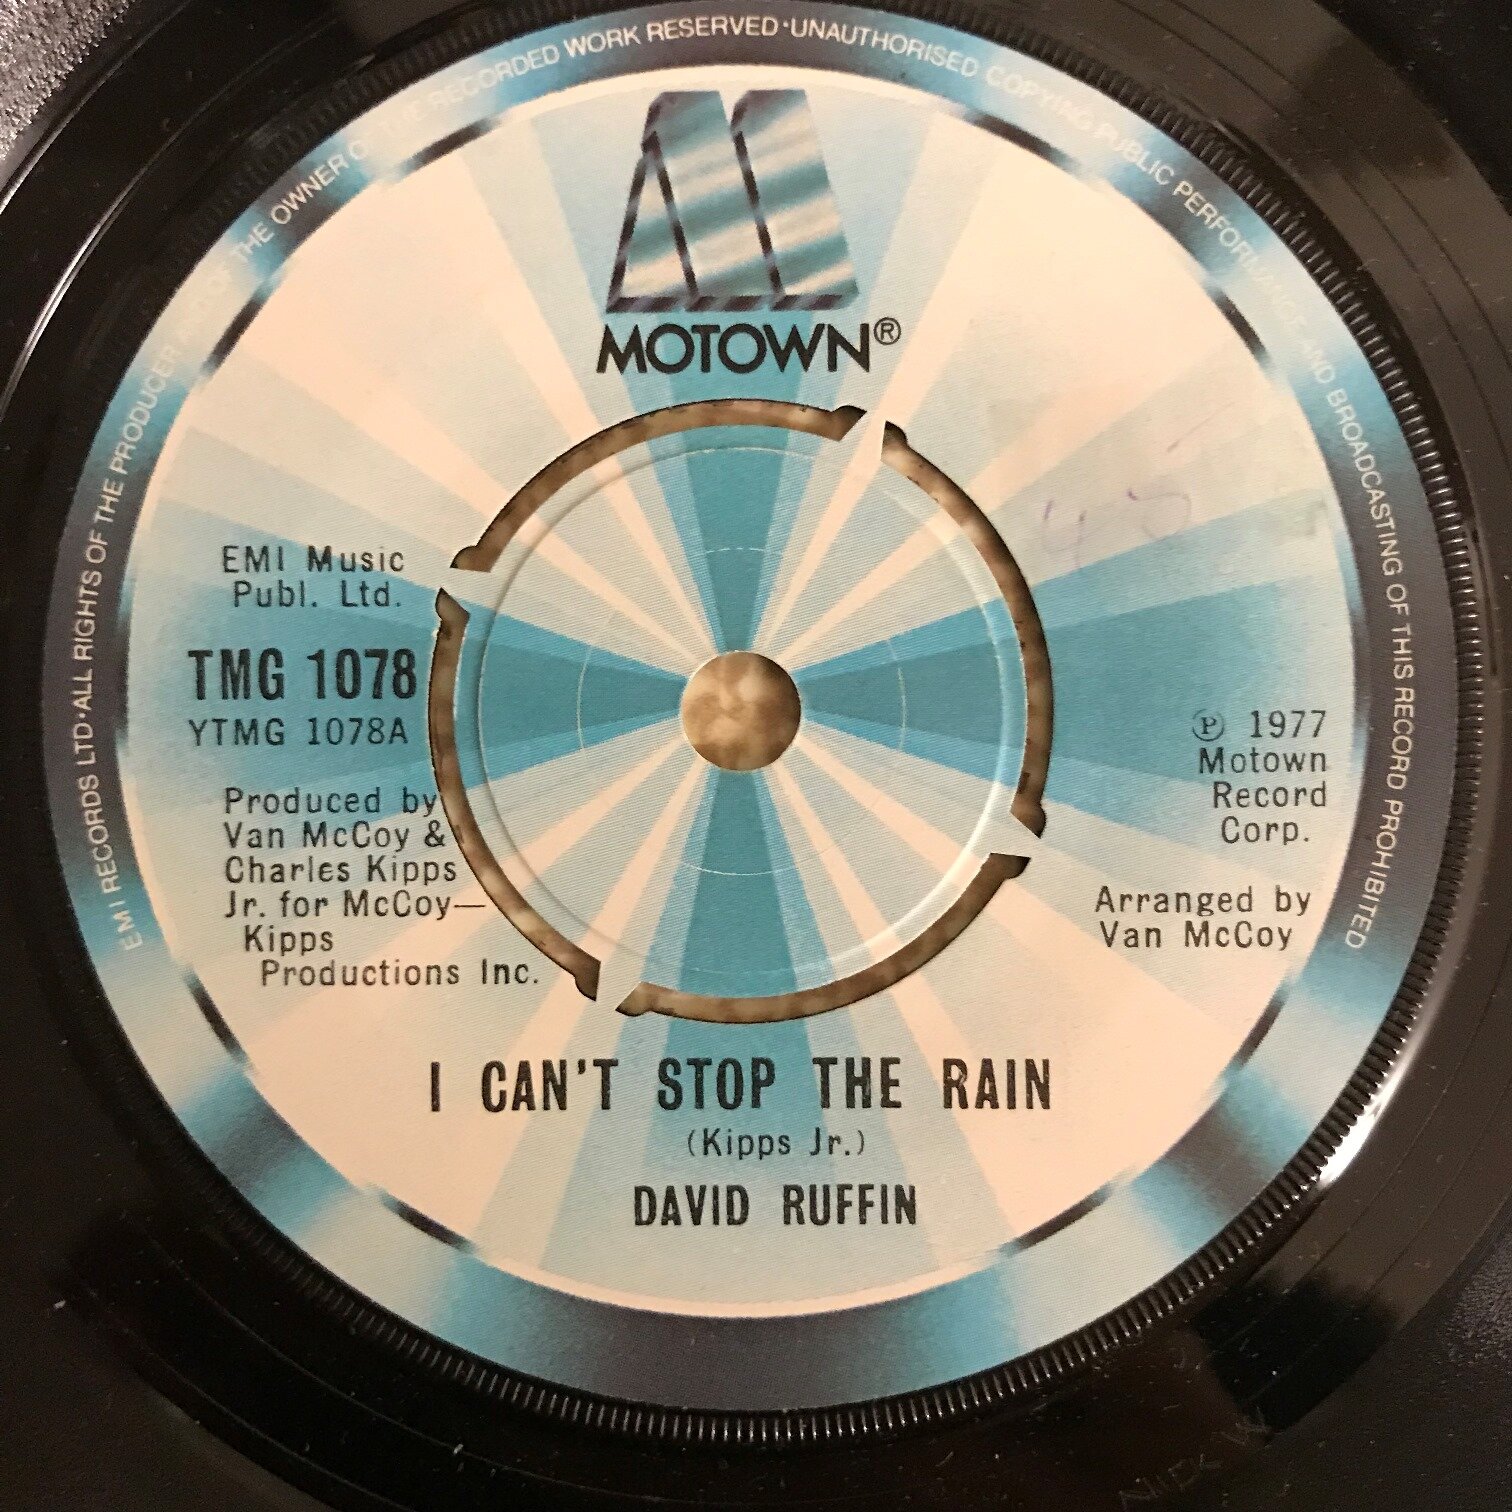 EMI RECORDS LTD·ALL RIGHTS OF THE PRODUCER AND OF THE OWNER OF THE RECORDED WORK RESERVED·UNAUTHORISED COPYING PUBLIC PERFORMANCE AND BROADCASTING OF THIS RECORD PROHIBITED
MOTOWN®
EMI Music
Publ. Ltd.
TMG 1078
YTMG 1078A
Produced by
Van McCoy &
Charles Kipps
Jr. for McCoy—
Kipps
Productions Inc.
℗ 1977
Motown
Record
Corp.
Arranged by
Van McCoy
I CAN'T STOP THE RAIN
(Kipps Jr.)
DAVID RUFFIN